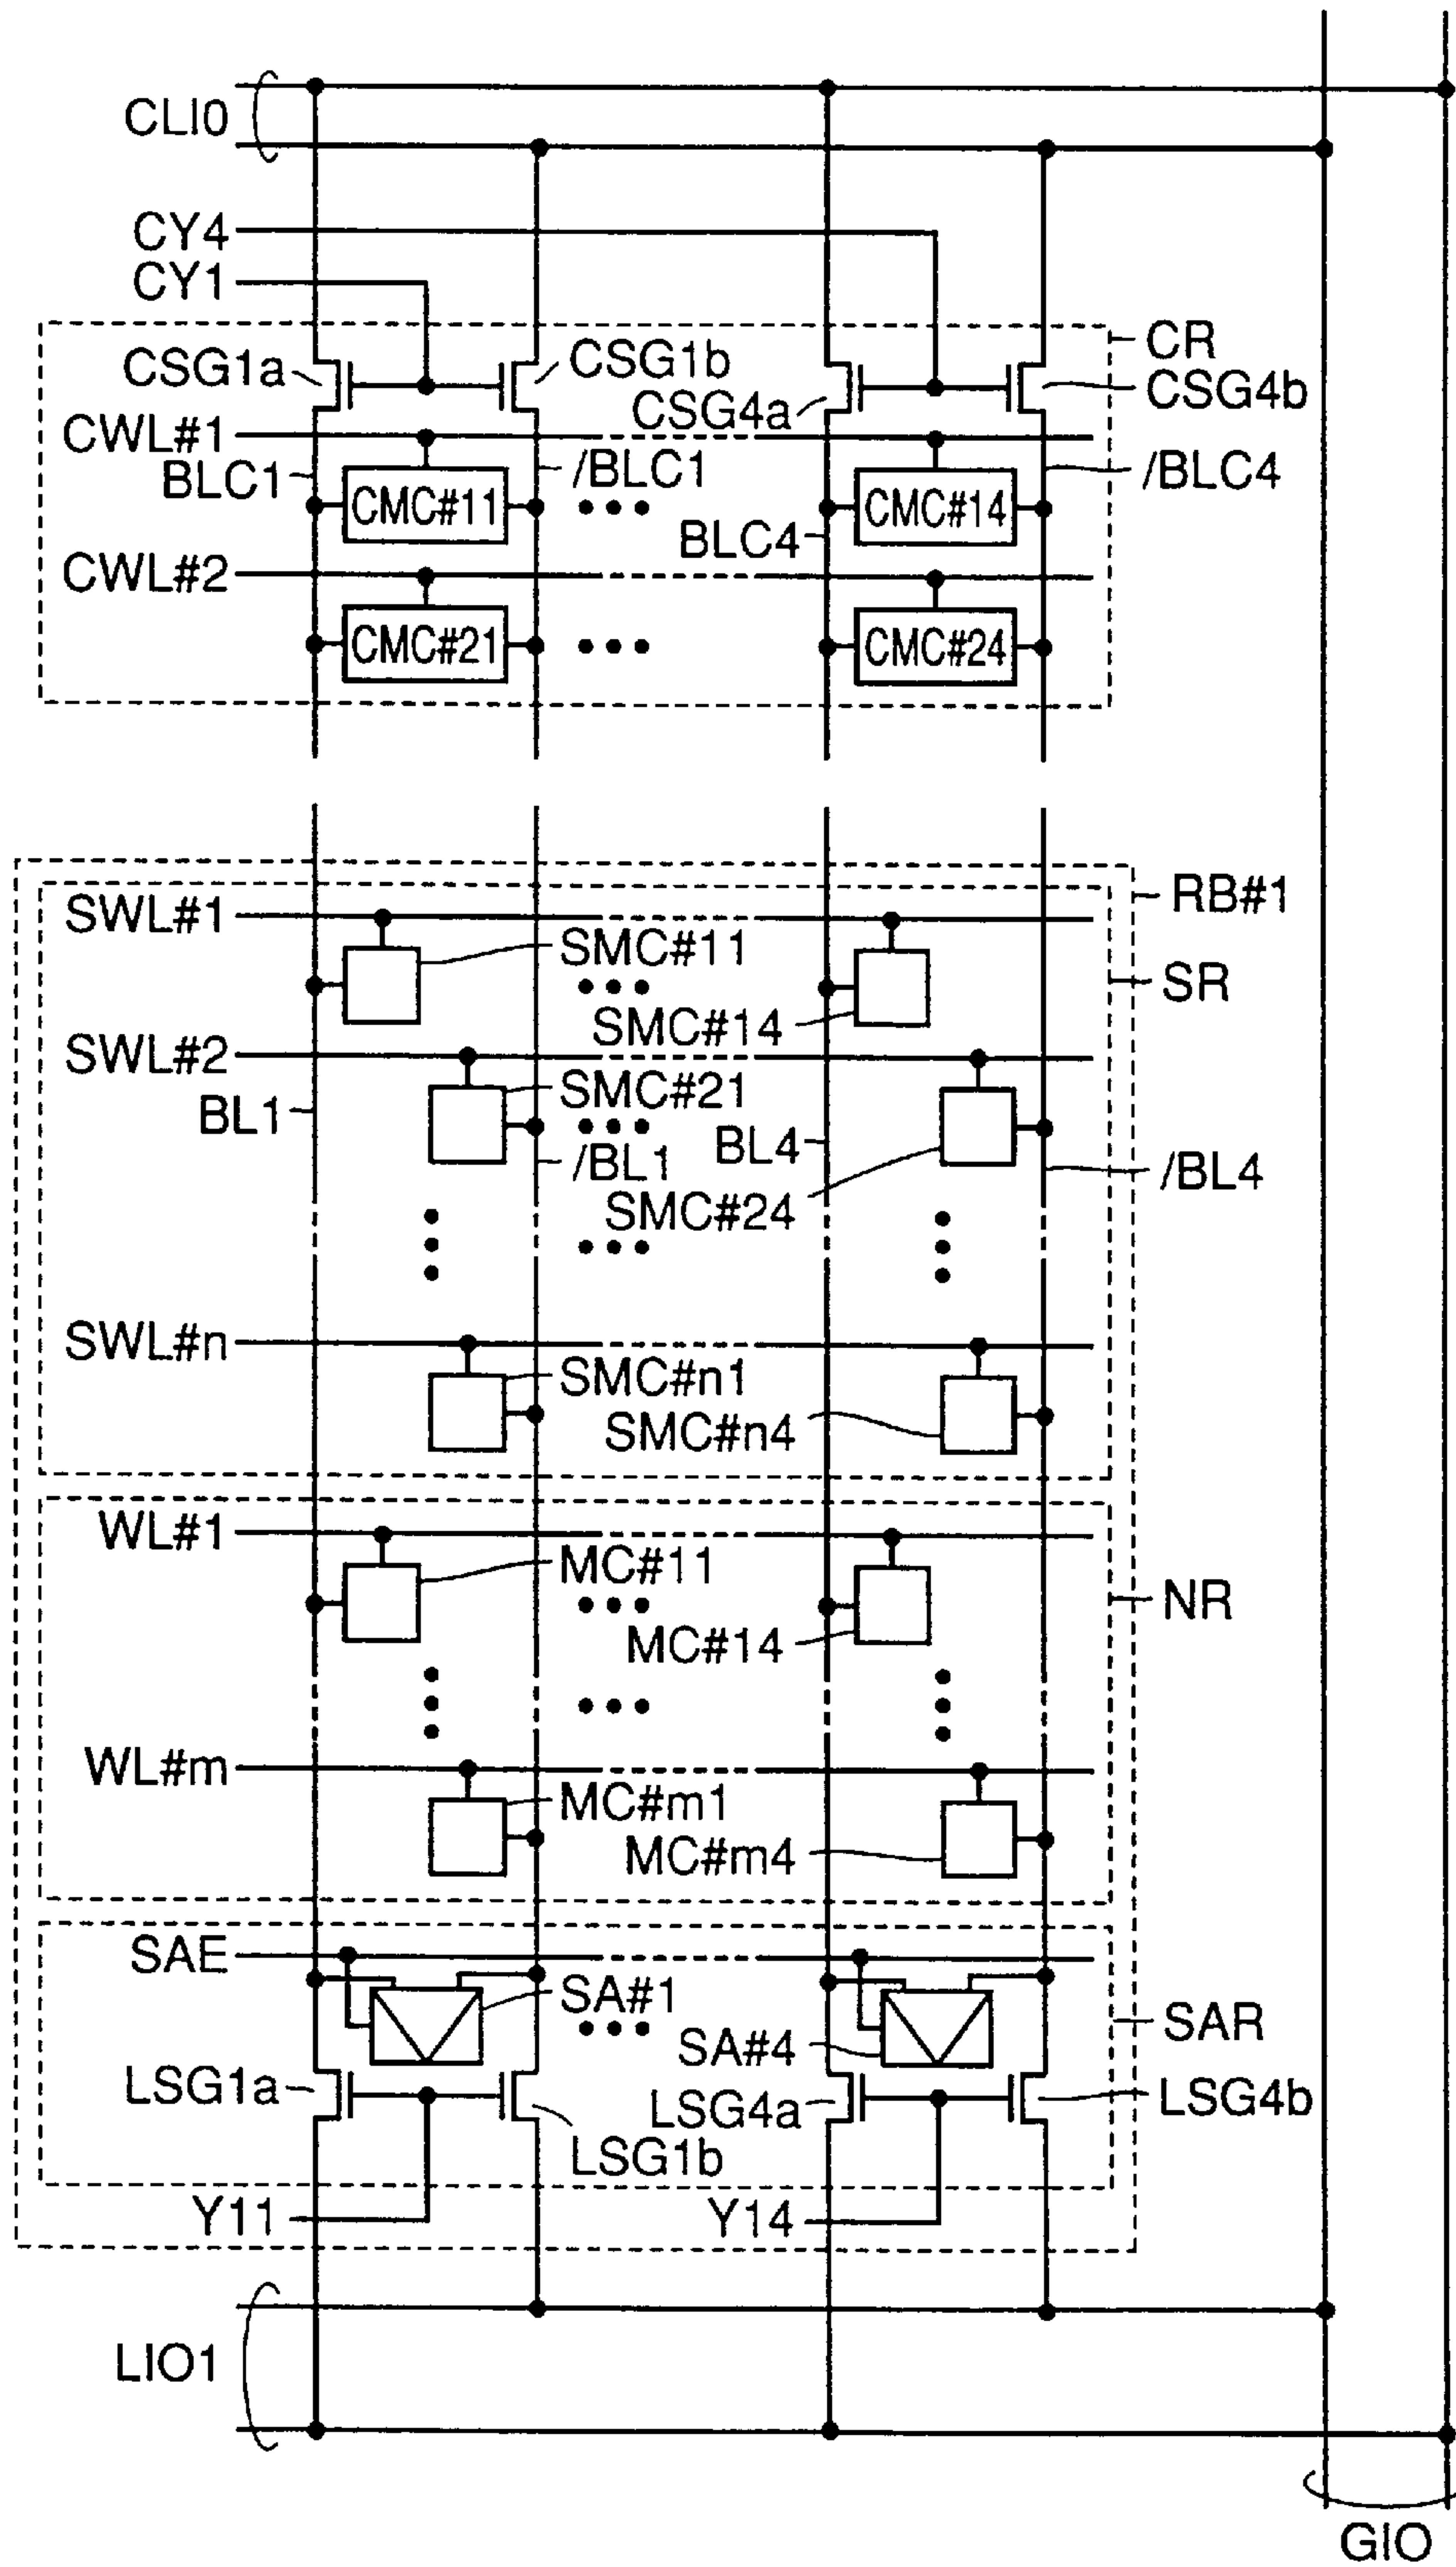 CLI0
CY4
CY1
CR
CSG1a
CSG1b
CSG4a
CSG4b
CWL#1
BLC1
/BLC1
/BLC4
CMC#11
CMC#14
BLC4
CWL#2
CMC#21
CMC#24
RB#1
SWL#1
SMC#11
SR
SMC#14
SWL#2
SMC#21
BL1
BL4
/BL1
/BL4
SMC#24
SWL#n
SMC#n1
SMC#n4
WL#1
MC#11
NR
MC#14
WL#m
MC#m1
MC#m4
SAE
SA#1
SAR
SA#4
LSG1a
LSG4a
LSG4b
LSG1b
Y11
Y14
LIO1
GIO